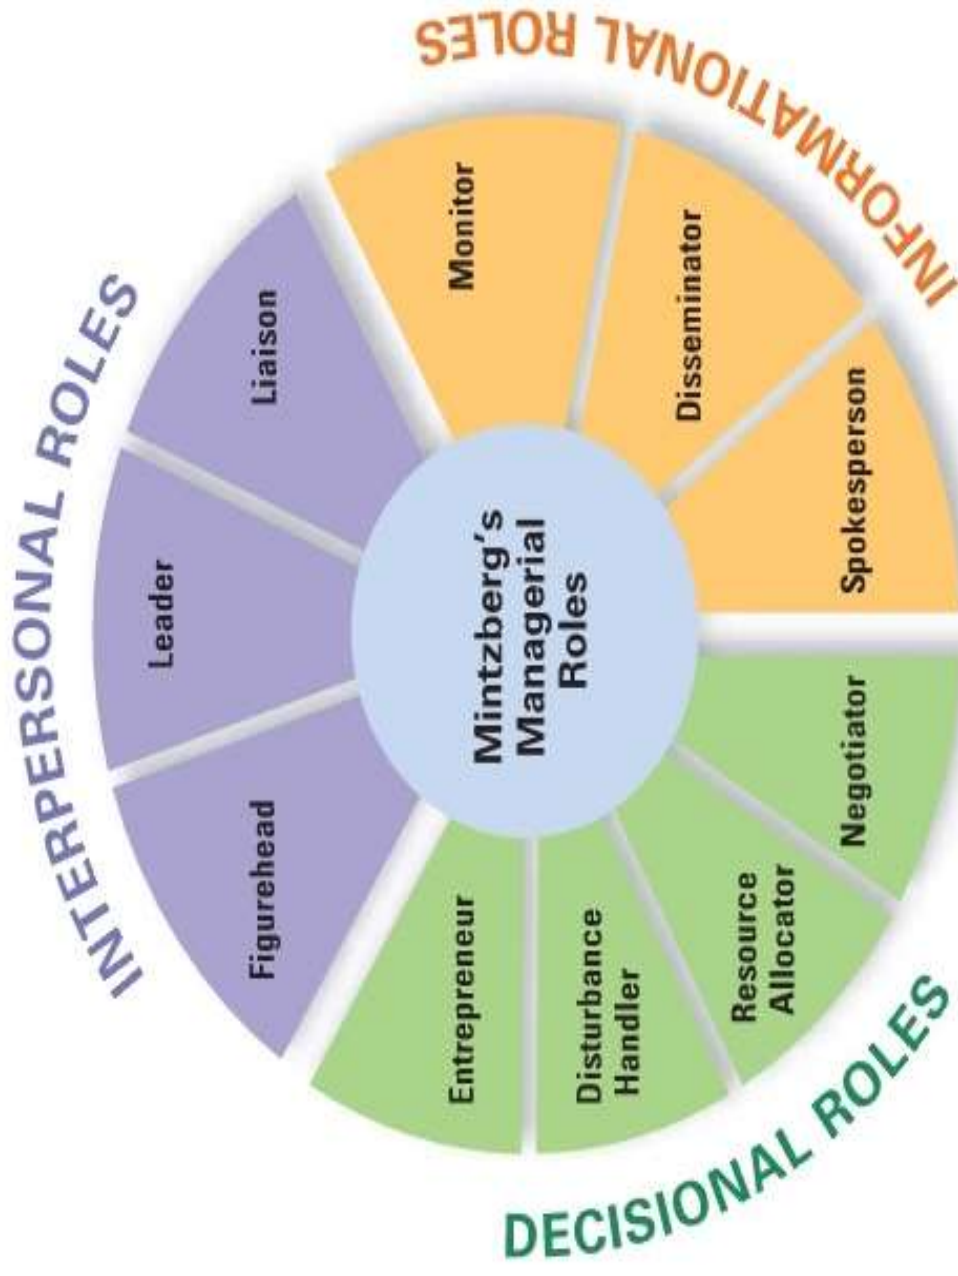 INTERPERSONAL ROLES
Figurehead
Leader
Liaison
INFORMATIONAL ROLES
Monitor
Disseminator
Spokesperson
DECISIONAL ROLES
Entrepreneur
Disturbance
Handler
Resource
Allocator
Negotiator
Mintzberg's
Managerial
Roles